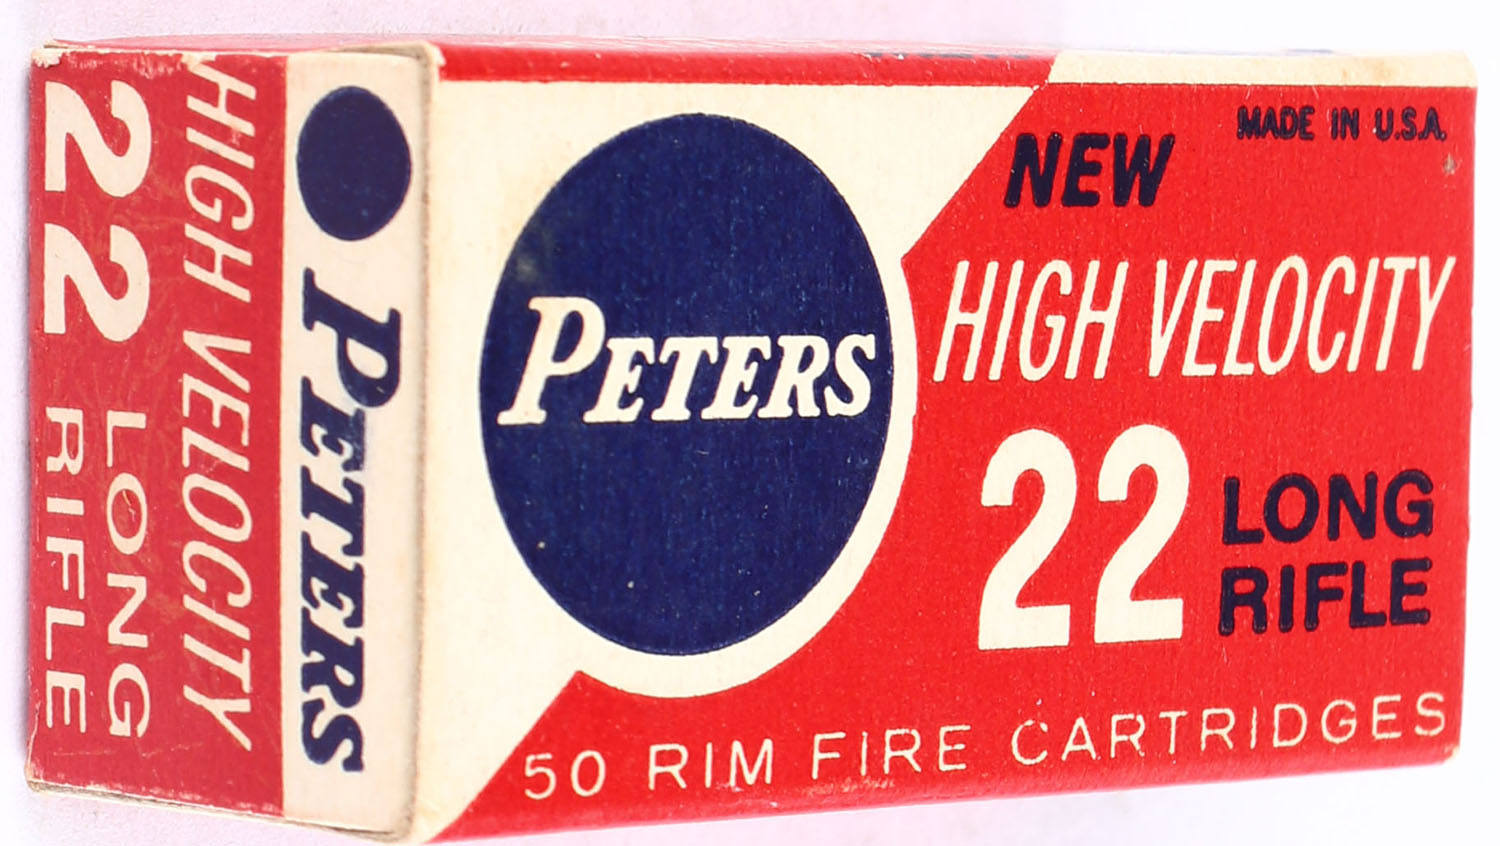 HIGH VELOCITY
22 LONG
RIFLE
PETERS
PETERS
MADE IN U.S.A.
NEW
HIGH VELOCITY
22 LONG
RIFLE
50 RIM FIRE CARTRIDGES